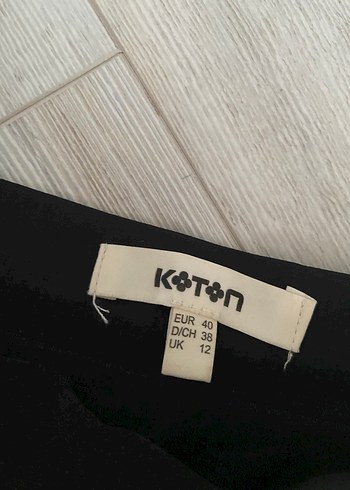 KOTON
EUR 40
D/CH 38
UK 12